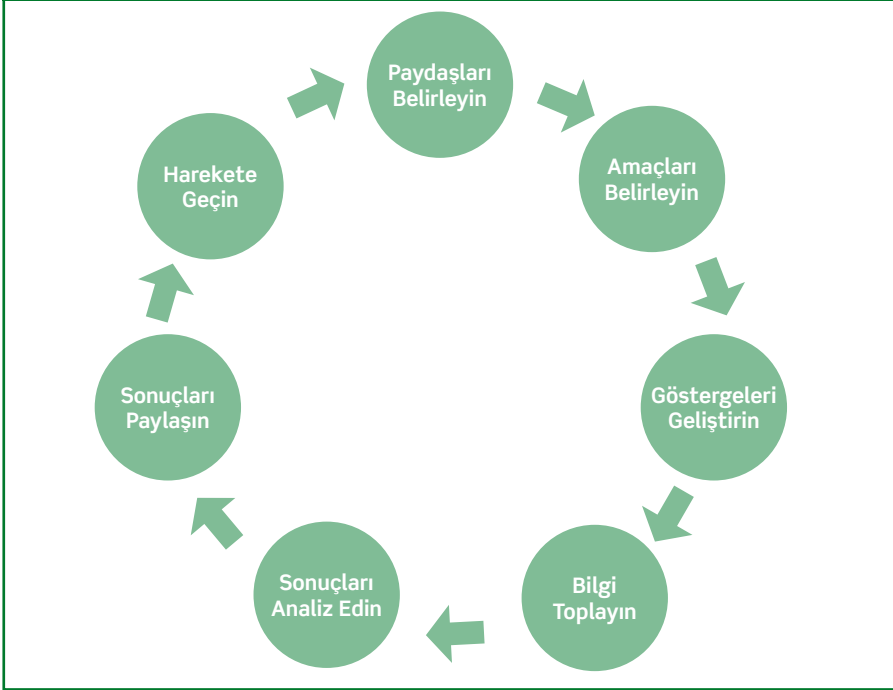 Paydaşları
Belirleyin
Amaçları
Belirleyin
Göstergeleri
Geliştirin
Bilgi
Toplayın
Sonuçları
Analiz Edin
Sonuçları
Paylaşın
Harekete
Geçin